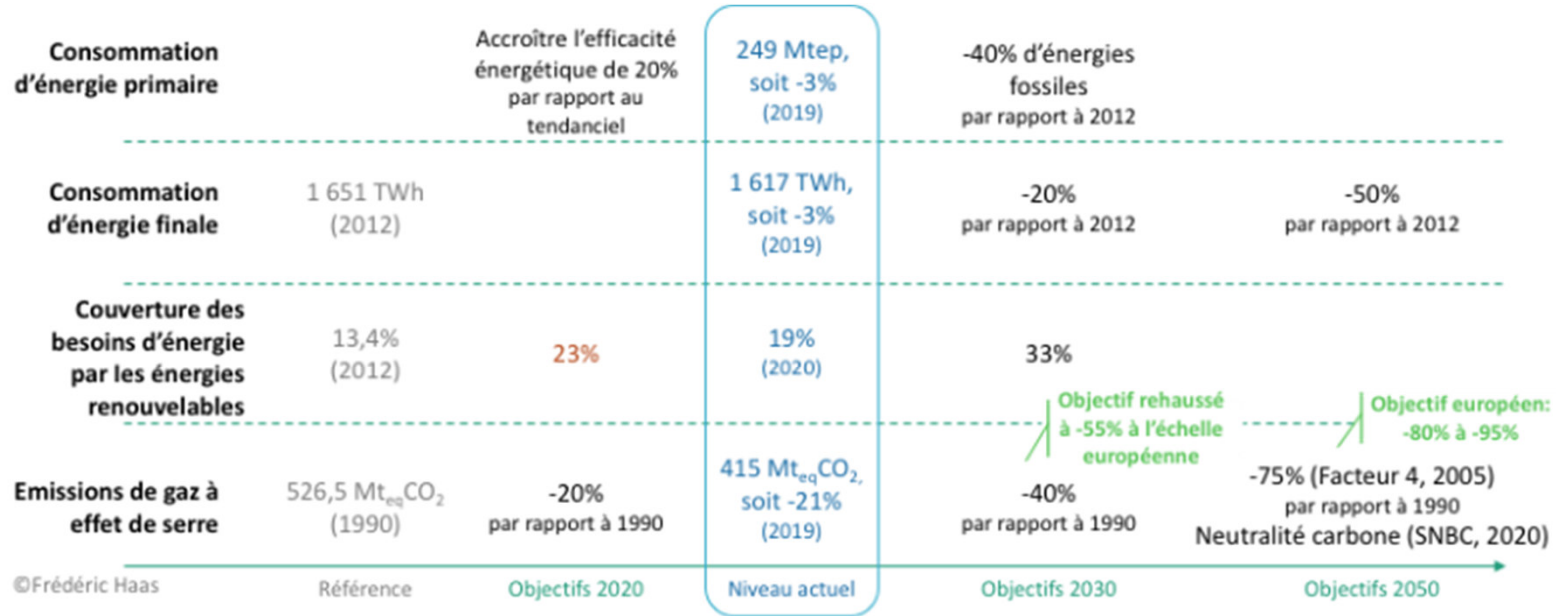 Consommation
d’énergie primaire
Accroître l’efficacité
énergétique de 20%
par rapport au
tendanciel
249 Mtep,
soit -3%
(2019)
-40% d’énergies
fossiles
par rapport à 2012
Consommation
d’énergie finale
1 651 TWh
(2012)
1 617 TWh,
soit -3%
(2019)
-20%
par rapport à 2012
-50%
par rapport à 2012
Couverture des
besoins d’énergie
par les énergies
renouvelables
13,4%
(2012)
23%
19%
(2020)
33%
Objectif rehaussé
à -55% à l’échelle
européenne
Objectif européen:
-80% à -95%
Emissions de gaz à
effet de serre
526,5 MteqCO2
(1990)
-20%
par rapport à 1990
415 MteqCO2,
soit -21%
(2019)
-40%
par rapport à 1990
-75% (Facteur 4, 2005)
par rapport à 1990
Neutralité carbone (SNBC, 2020)
©Frédéric Haas
Référence
Objectifs 2020
Niveau actuel
Objectifs 2030
Objectifs 2050